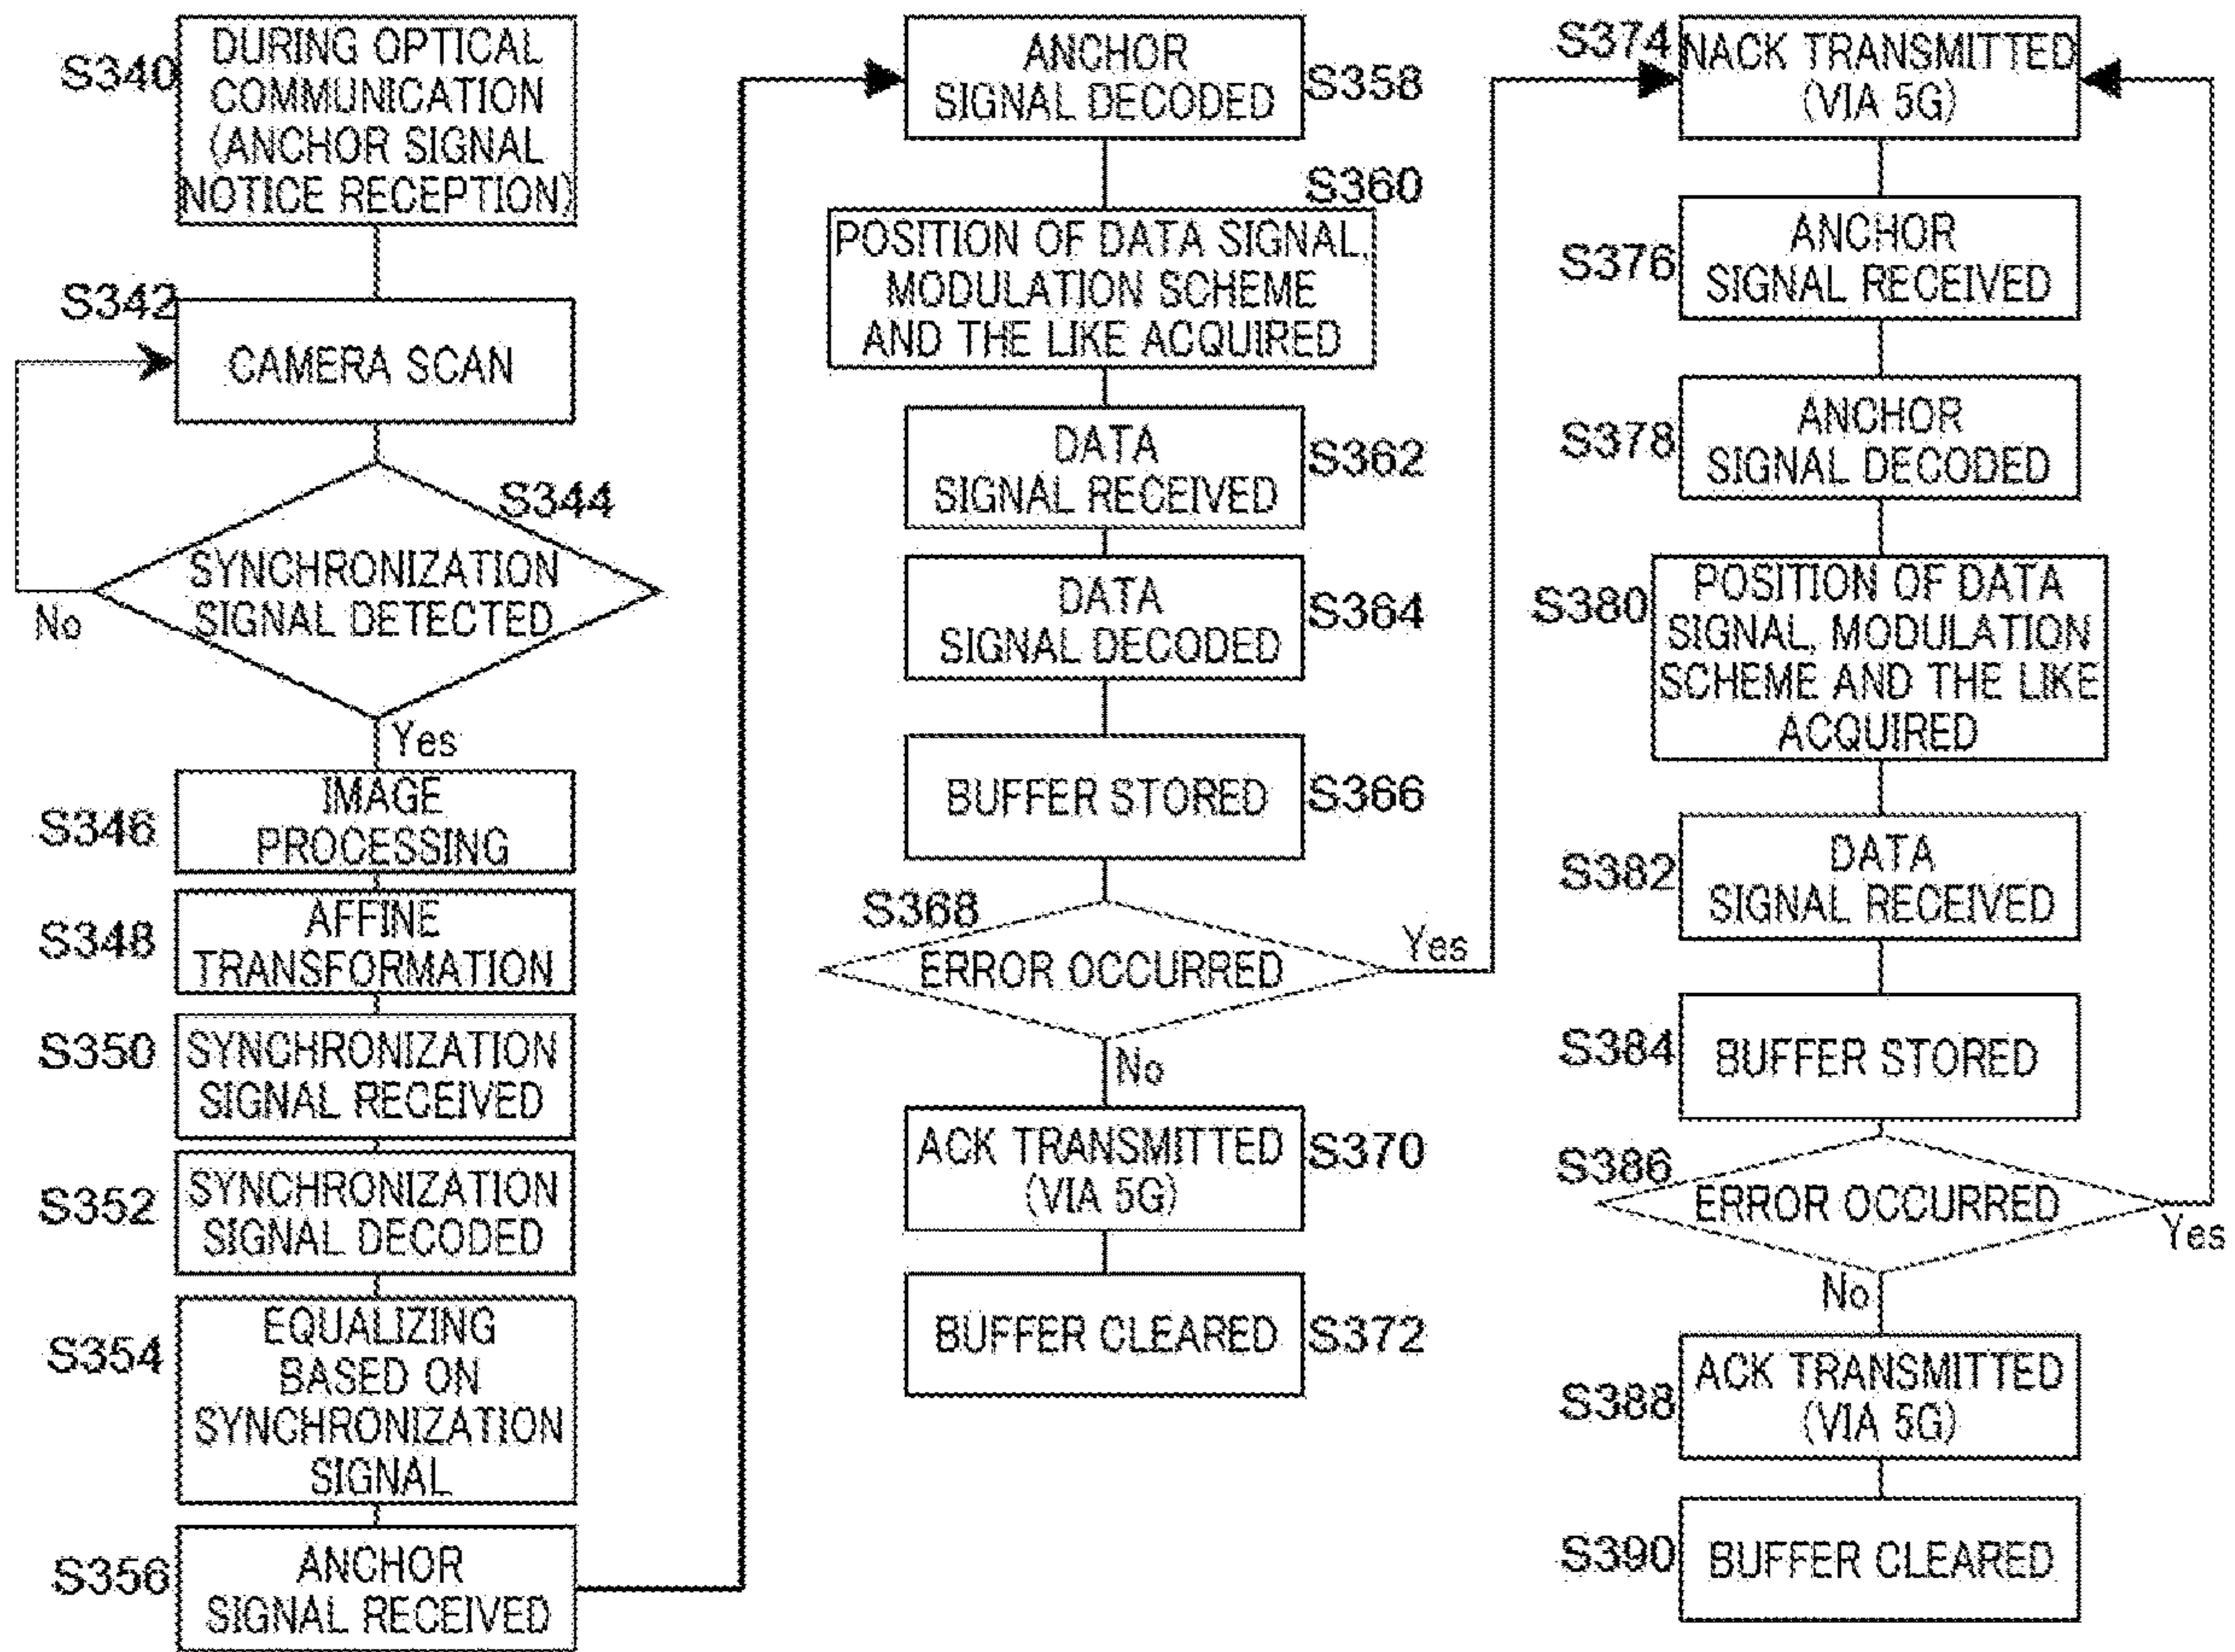 S340
DURING OPTICAL
COMMUNICATION
(ANCHOR SIGNAL
NOTICE RECEPTION)
S342
CAMERA SCAN
S344
SYNCHRONIZATION
SIGNAL DETECTED
No
Yes
S346
IMAGE
PROCESSING
S348
AFFINE
TRANSFORMATION
S350
SYNCHRONIZATION
SIGNAL RECEIVED
S352
SYNCHRONIZATION
SIGNAL DECODED
S354
EQUALIZING
BASED ON
SYNCHRONIZATION
SIGNAL
S356
ANCHOR
SIGNAL RECEIVED
ANCHOR
SIGNAL DECODED
S358
S360
POSITION OF DATA SIGNAL,
MODULATION SCHEME
AND THE LIKE ACQUIRED
DATA
SIGNAL RECEIVED
S362
DATA
SIGNAL DECODED
S364
BUFFER STORED
S366
S368
ERROR OCCURRED
Yes
No
ACK TRANSMITTED
(VIA 5G)
S370
BUFFER CLEARED
S372
S374
NACK TRANSMITTED
(VIA 5G)
S376
ANCHOR
SIGNAL RECEIVED
S378
ANCHOR
SIGNAL DECODED
S380
POSITION OF DATA
SIGNAL, MODULATION
SCHEME AND THE LIKE
ACQUIRED
S382
DATA
SIGNAL RECEIVED
S384
BUFFER STORED
S386
ERROR OCCURRED
Yes
No
S388
ACK TRANSMITTED
(VIA 5G)
S390
BUFFER CLEARED